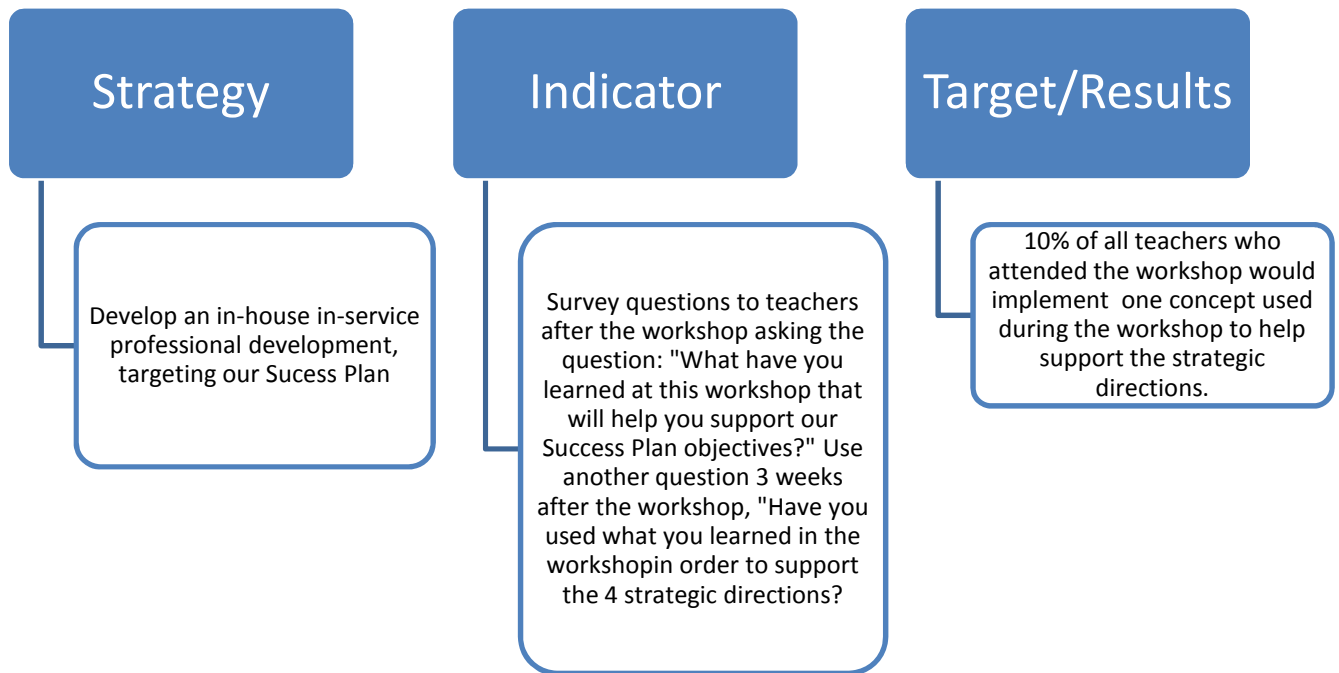 Strategy
Develop an in-house in-service
professional development,
targeting our Sucess Plan
Indicator
Survey questions to teachers
after the workshop asking the
question: "What have you
learned at this workshop that
will help you support our
Success Plan objectives?" Use
another question 3 weeks
after the workshop, "Have you
used what you learned in the
workshopin order to support
the 4 strategic directions?
Target/Results
10% of all teachers who
attended the workshop would
implement  one concept used
during the workshop to help
support the strategic
directions.